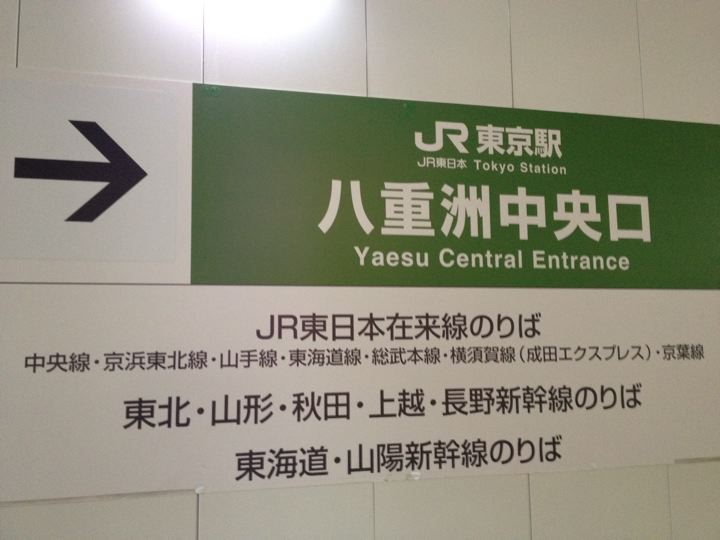 JR 東京駅
JR東日本 Tokyo Station
八重洲中央口
Yaesu Central Entrance
JR東日本在来線のりば
中央線・京浜東北線・山手線・東海道線・総武本線・横須賀線（成田エクスプレス）・京葉線
東北・山形・秋田・上越・長野新幹線のりば
東海道・山陽新幹線のりば